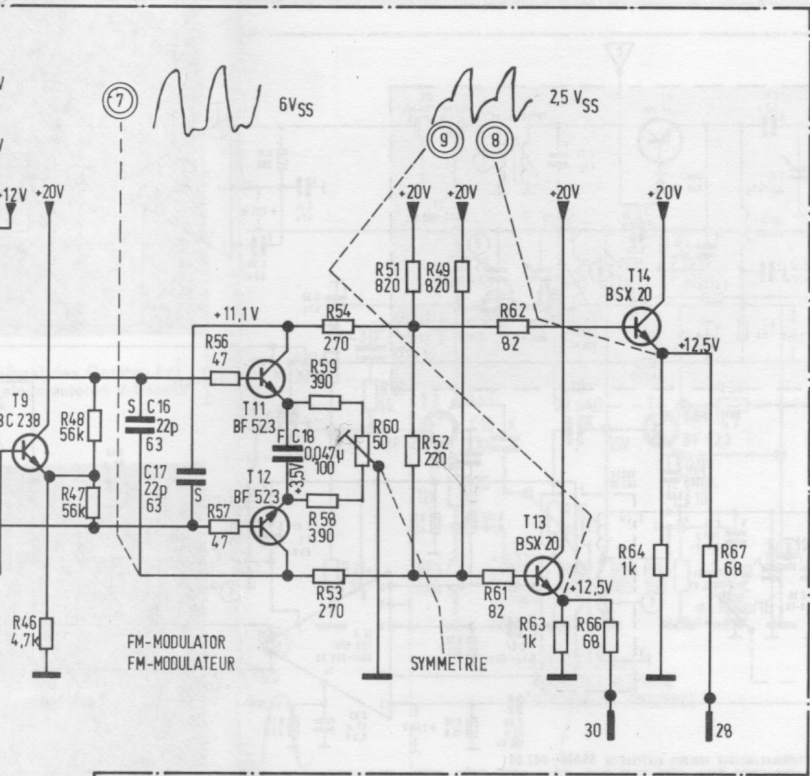 7
6VSS
9
8
2,5 VSS
+12V
+20V
+20V
+20V
+20V
+20V
R51
820
R49
820
T14
BSX 20
+11,1V
R54
270
R62
82
+12,5V
R56
47
R59
390
T9
BC 238
R48
56k
S
C16
22p
63
T11
BF 523
F
C18
0,047µ
100
+3,5V
R60
50
R52
220
C17
22p
63
S
T12
BF 523
R47
56k
R57
47
R58
390
T13
BSX 20
R64
1k
R67
68
R53
270
R61
82
+12,5V
R46
4,7k
R63
1k
R66
68
FM-MODULATOR
FM-MODULATEUR
SYMMETRIE
30
28